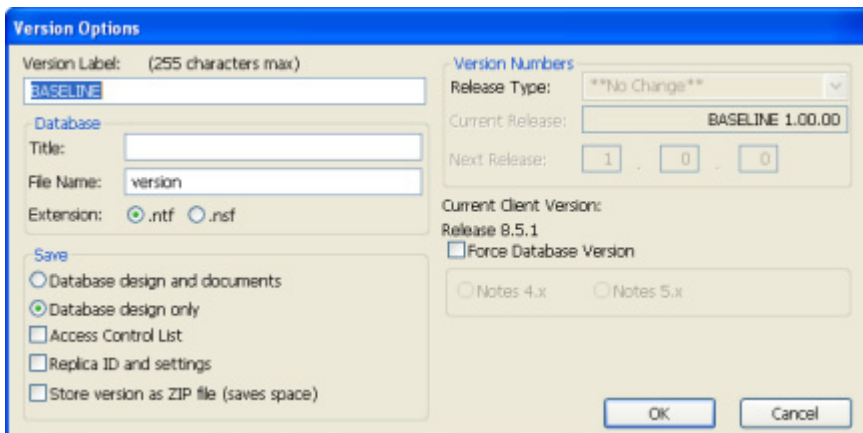 Version Options
Version Label: (255 characters max)
BASELINE
Database
Title:
File Name: version
Extension: .ntf .nsf
Save
Database design and documents
Database design only
Access Control List
Replica ID and settings
Store version as ZIP file (saves space)
Version Numbers
Release Type: **No Change**
Current Release: BASELINE 1.00.00
Next Release: 1 . 0 . 0
Current Client Version:
Release 8.5.1
Force Database Version
Notes 4.x Notes 5.x
OK Cancel